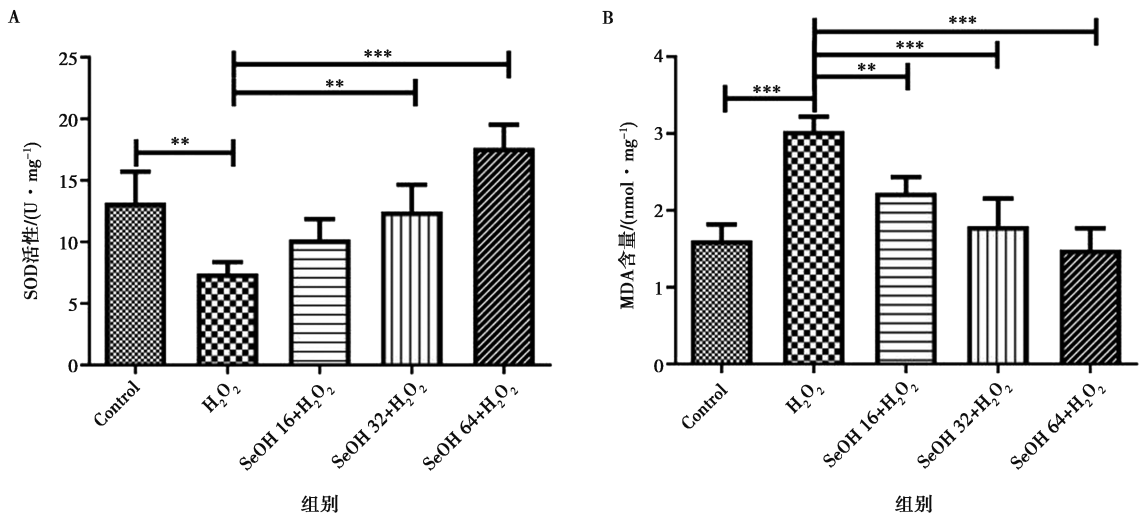 A
SOD活性/(U·mg⁻¹)
25
20
15
10
5
0
**
**
***
Control
H₂O₂
SeOH 16+H₂O₂
SeOH 32+H₂O₂
SeOH 64+H₂O₂
组别
B
MDA含量/(nmol·mg⁻¹)
4
3
2
1
0
***
**
***
***
Control
H₂O₂
SeOH 16+H₂O₂
SeOH 32+H₂O₂
SeOH 64+H₂O₂
组别